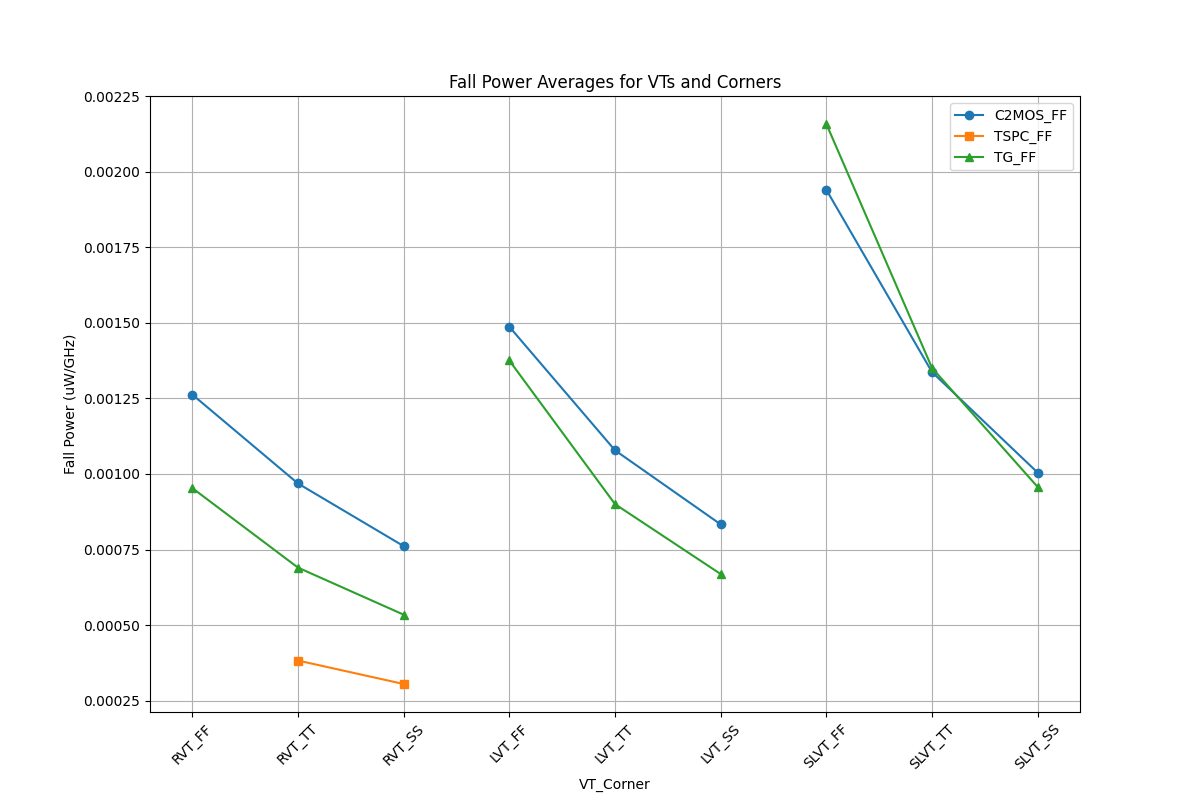 Fall Power Averages for VTs and Corners
C2MOS_FF
TSPC_FF
TG_FF
Fall Power (uW/GHz)
0.00225
0.00200
0.00175
0.00150
0.00125
0.00100
0.00075
0.00050
0.00025
RVT_FF
RVT_TT
RVT_SS
LVT_FF
LVT_TT
LVT_SS
SLVT_FF
SLVT_TT
SLVT_SS
VT_Corner